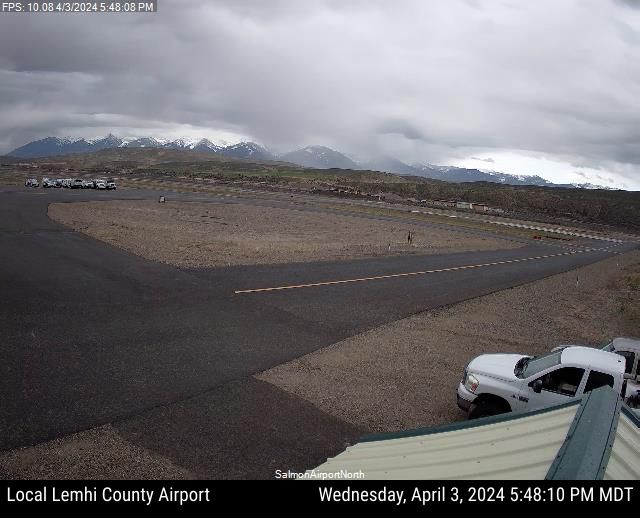 FPS: 10.08 4/3/2024 5:48:08 PM
SalmonAirportNorth
Local Lemhi County Airport
Wednesday, April 3, 2024 5:48:10 PM MDT